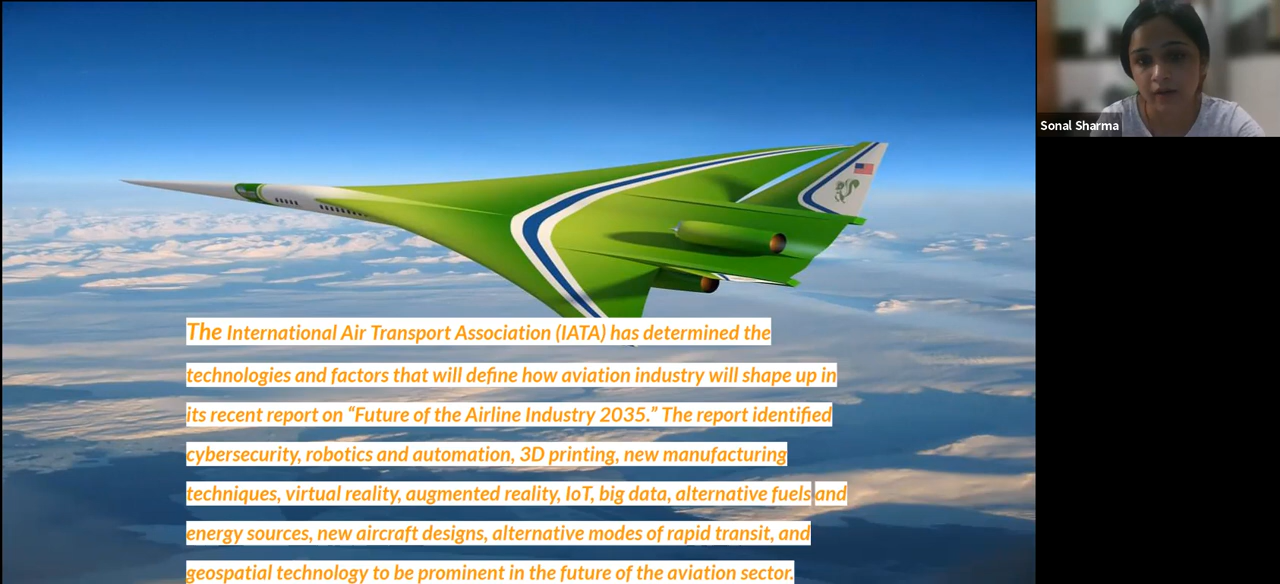 The International Air Transport Association (IATA) has determined the
technologies and factors that will define how aviation industry will shape up in
its recent report on “Future of the Airline Industry 2035.” The report identified
cybersecurity, robotics and automation, 3D printing, new manufacturing
techniques, virtual reality, augmented reality, IoT, big data, alternative fuels and
energy sources, new aircraft designs, alternative modes of rapid transit, and
geospatial technology to be prominent in the future of the aviation sector.
Sonal Sharma